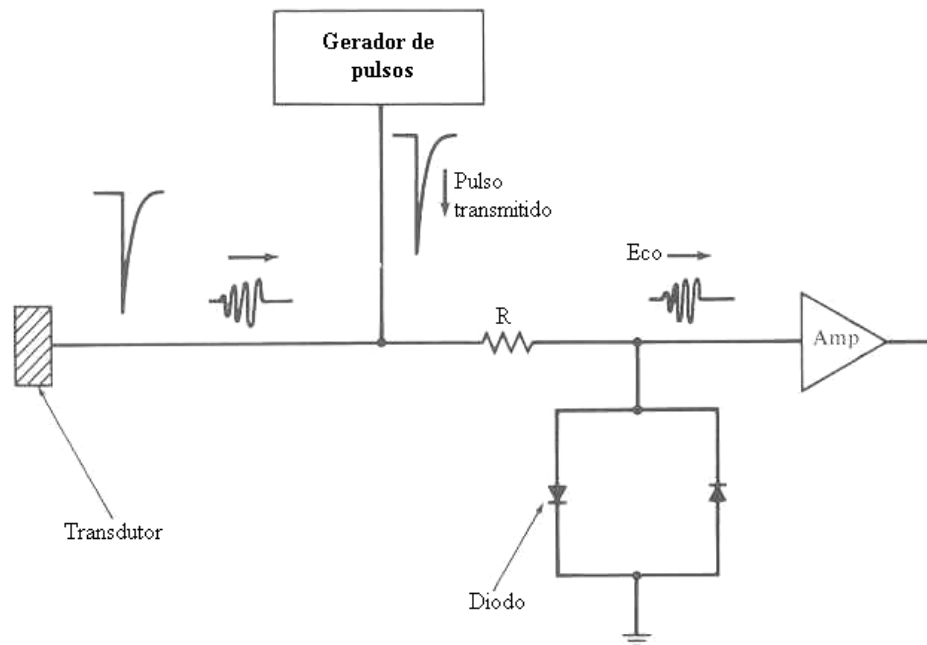 Gerador de
pulsos
Pulso
transmitido
Eco
R
Amp
Transdutor
Diodo